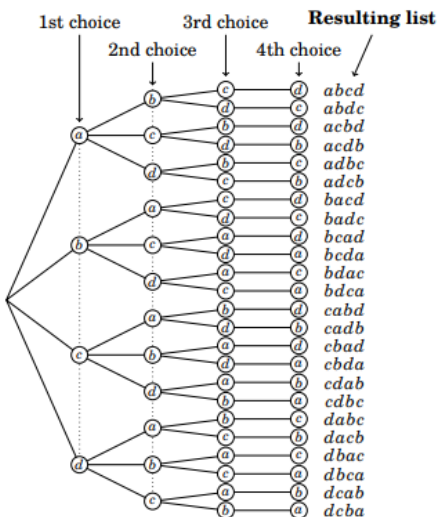 Resulting list
1st choice 3rd choice
2nd choice 4th choice
c d abcd
b
d c abdc
b d acbd
a c
d b acdb
b c adbc
d
c b adcb
c d bacd
a
d c badc
a d bcad
b c
d a bcda
a c bdac
d
c a bdca
b d cabd
a
d b cadb
a d cbad
c b
d a cbda
a b cdab
d
b a cdbc
b c dabc
a
c b dacb
a c dbac
d b
c a dbca
a b dcab
c
b a dcba